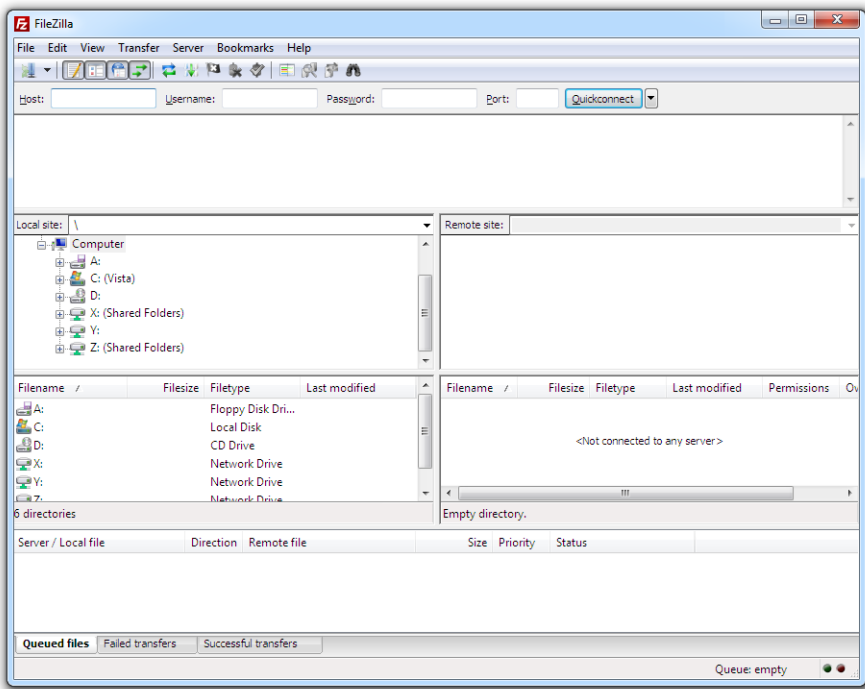 FileZilla
File Edit View Transfer Server Bookmarks Help
Host: Username: Password: Port: Quickconnect
Local site: \
Remote site:
Computer
A:
C: (Vista)
D:
X: (Shared Folders)
Y:
Z: (Shared Folders)
Filename / Filesize Filetype Last modified
A: Floppy Disk Dri...
C: Local Disk
D: CD Drive
X: Network Drive
Y: Network Drive
Z: Network Drive
6 directories
Filename / Filesize Filetype Last modified Permissions Ov
<Not connected to any server>
Empty directory.
Server / Local file Direction Remote file Size Priority Status
Queued files Failed transfers Successful transfers
Queue: empty